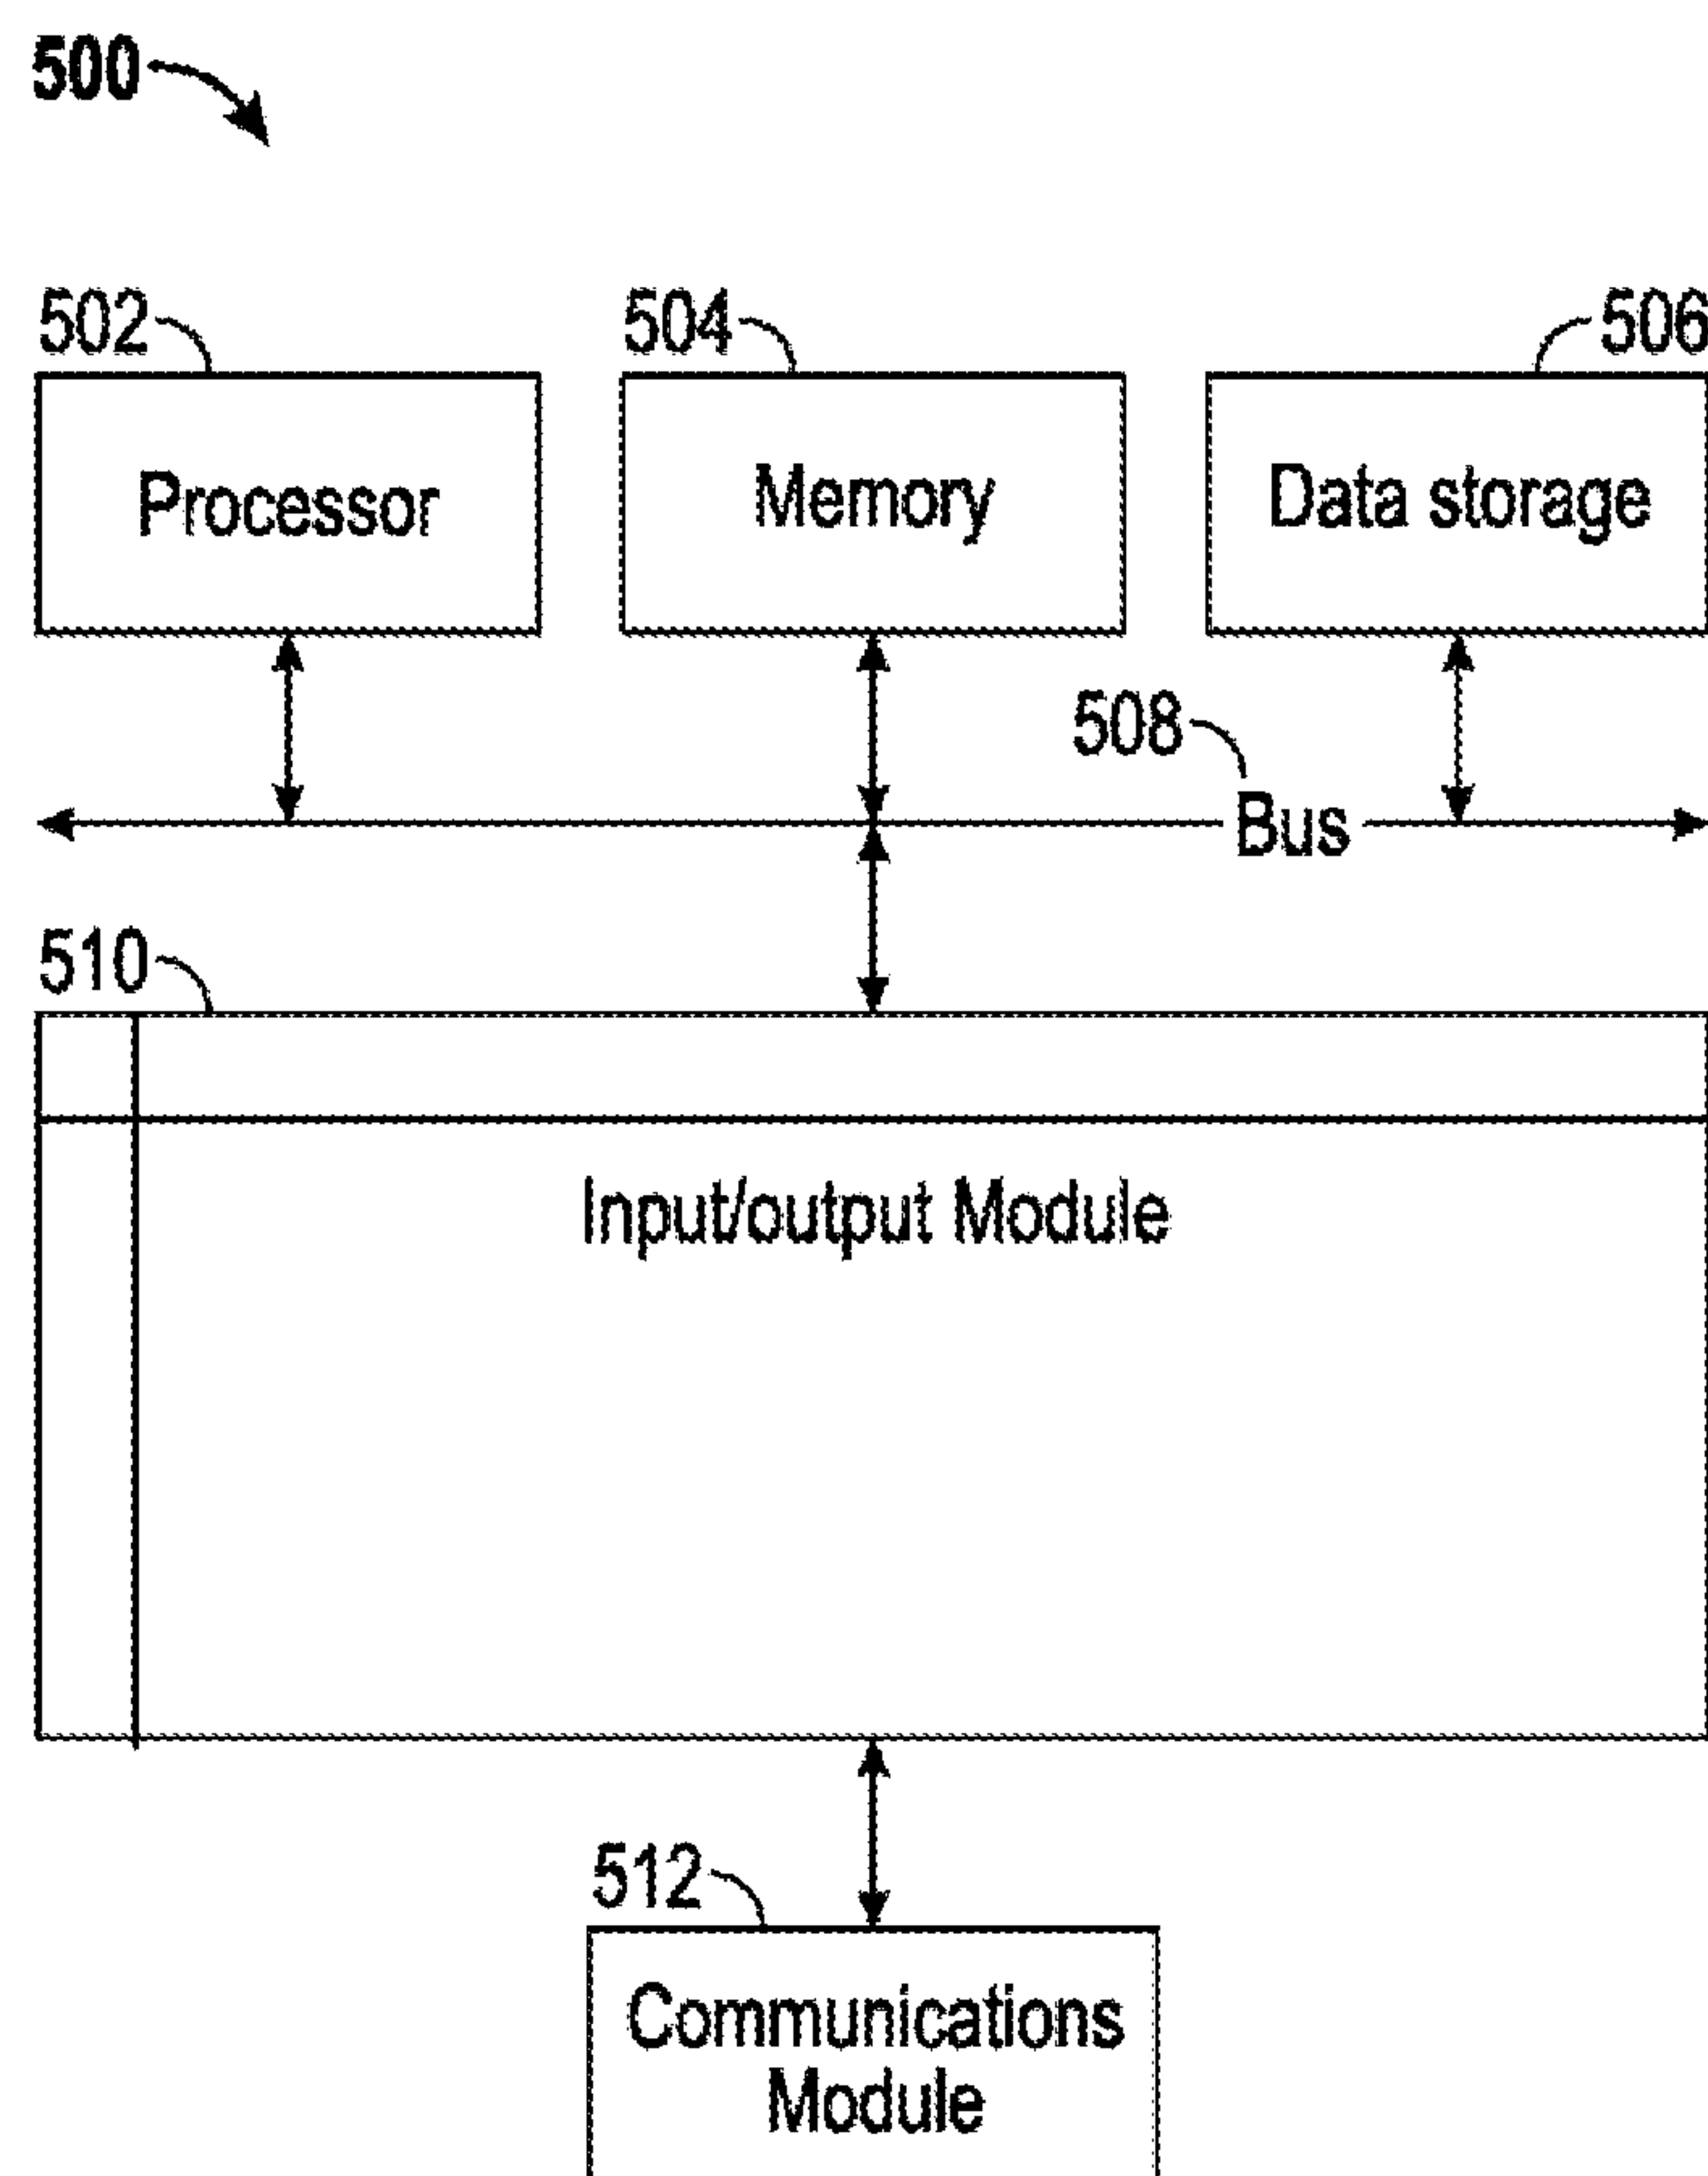 500
502
504
506
Processor
Memory
Data storage
508
Bus
510
Input/output Module
512
Communications
Module